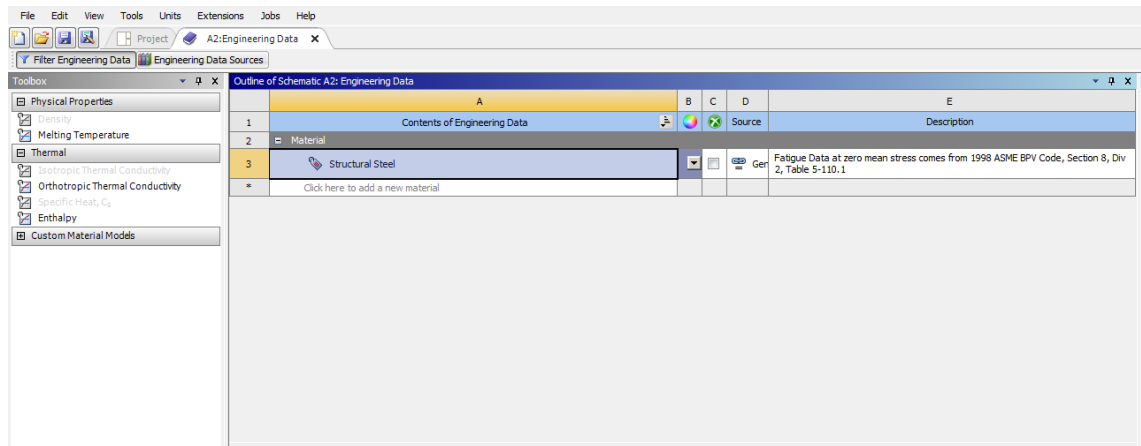 File Edit View Tools Units Extensions Jobs Help
Project A2:Engineering Data X
Filter Engineering Data Engineering Data Sources
Toolbox
Outline of Schematic A2: Engineering Data
Physical Properties
Density
Melting Temperature
Thermal
Isotropic Thermal Conductivity
Orthotropic Thermal Conductivity
Specific Heat, Cₚ
Enthalpy
Custom Material Models
A B C D E
1 Contents of Engineering Data Source Description
2 Material
3 Structural Steel Gen Fatigue Data at zero mean stress comes from 1998 ASME BPV Code, Section 8, Div
2, Table 5-110.1
* Click here to add a new material